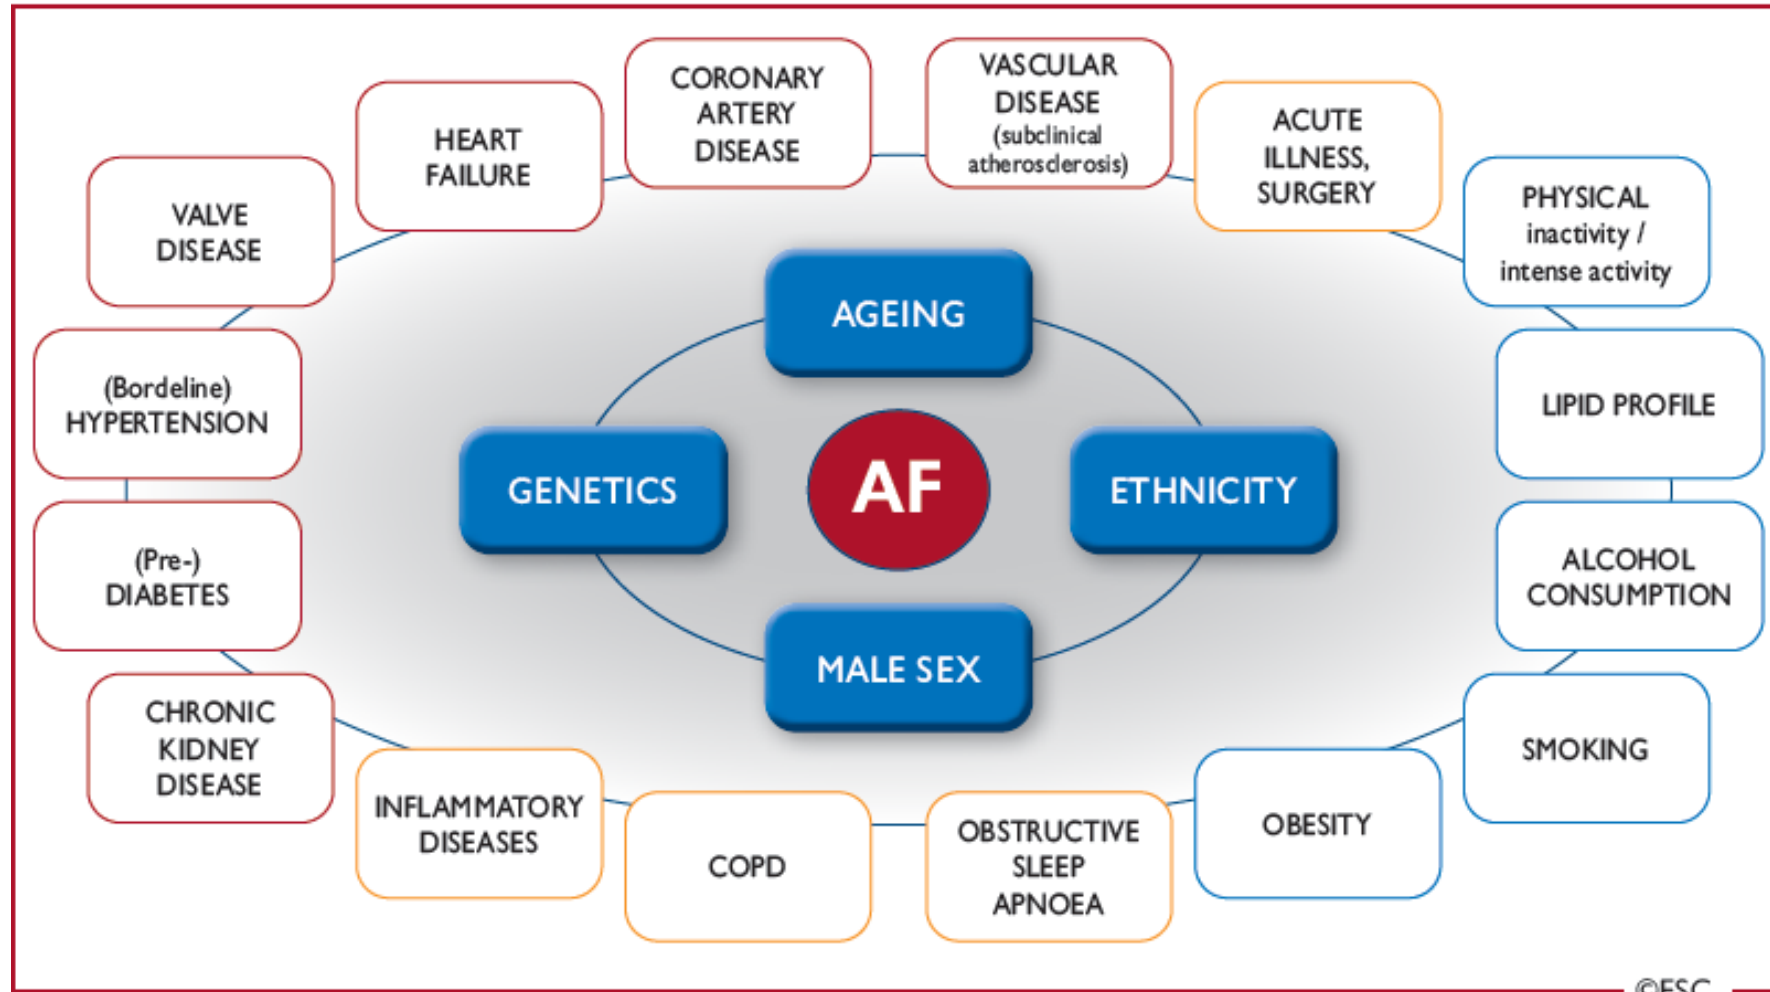 CORONARY
ARTERY
DISEASE
VASCULAR
DISEASE
(subclinical
atherosclerosis)
HEART
FAILURE
ACUTE
ILLNESS,
SURGERY
VALVE
DISEASE
PHYSICAL
inactivity /
intense activity
AGEING
(Bordeline)
HYPERTENSION
LIPID PROFILE
GENETICS
AF
ETHNICITY
(Pre-)
DIABETES
ALCOHOL
CONSUMPTION
MALE SEX
CHRONIC
KIDNEY
DISEASE
SMOKING
INFLAMMATORY
DISEASES
COPD
OBSTRUCTIVE
SLEEP
APNOEA
OBESITY
©ESC